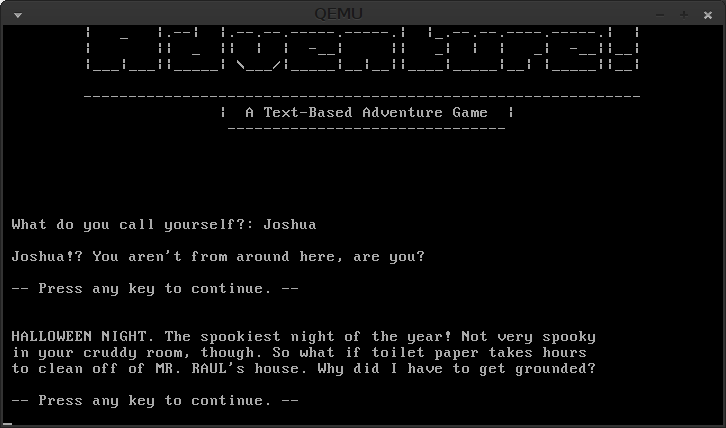 QEMU
Adventure!
A Text-Based Adventure Game
What do you call yourself?: Joshua
Joshua!? You aren't from around here, are you?
-- Press any key to continue. --
HALLOWEEN NIGHT. The spookiest night of the year! Not very spooky
in your cruddy room, though. So what if toilet paper takes hours
to clean off of MR. RAUL's house. Why did I have to get grounded?
-- Press any key to continue. --